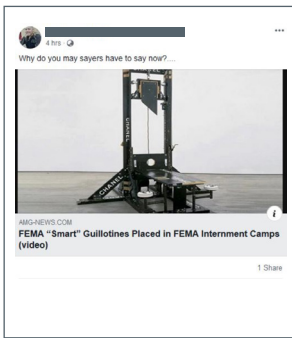 4 hrs ·
Why do you may sayers have to say now?....
CHANEL
CHANEL
CHANEL
AMG-NEWS.COM
i
FEMA “Smart” Guillotines Placed in FEMA Internment Camps
(video)
1 Share